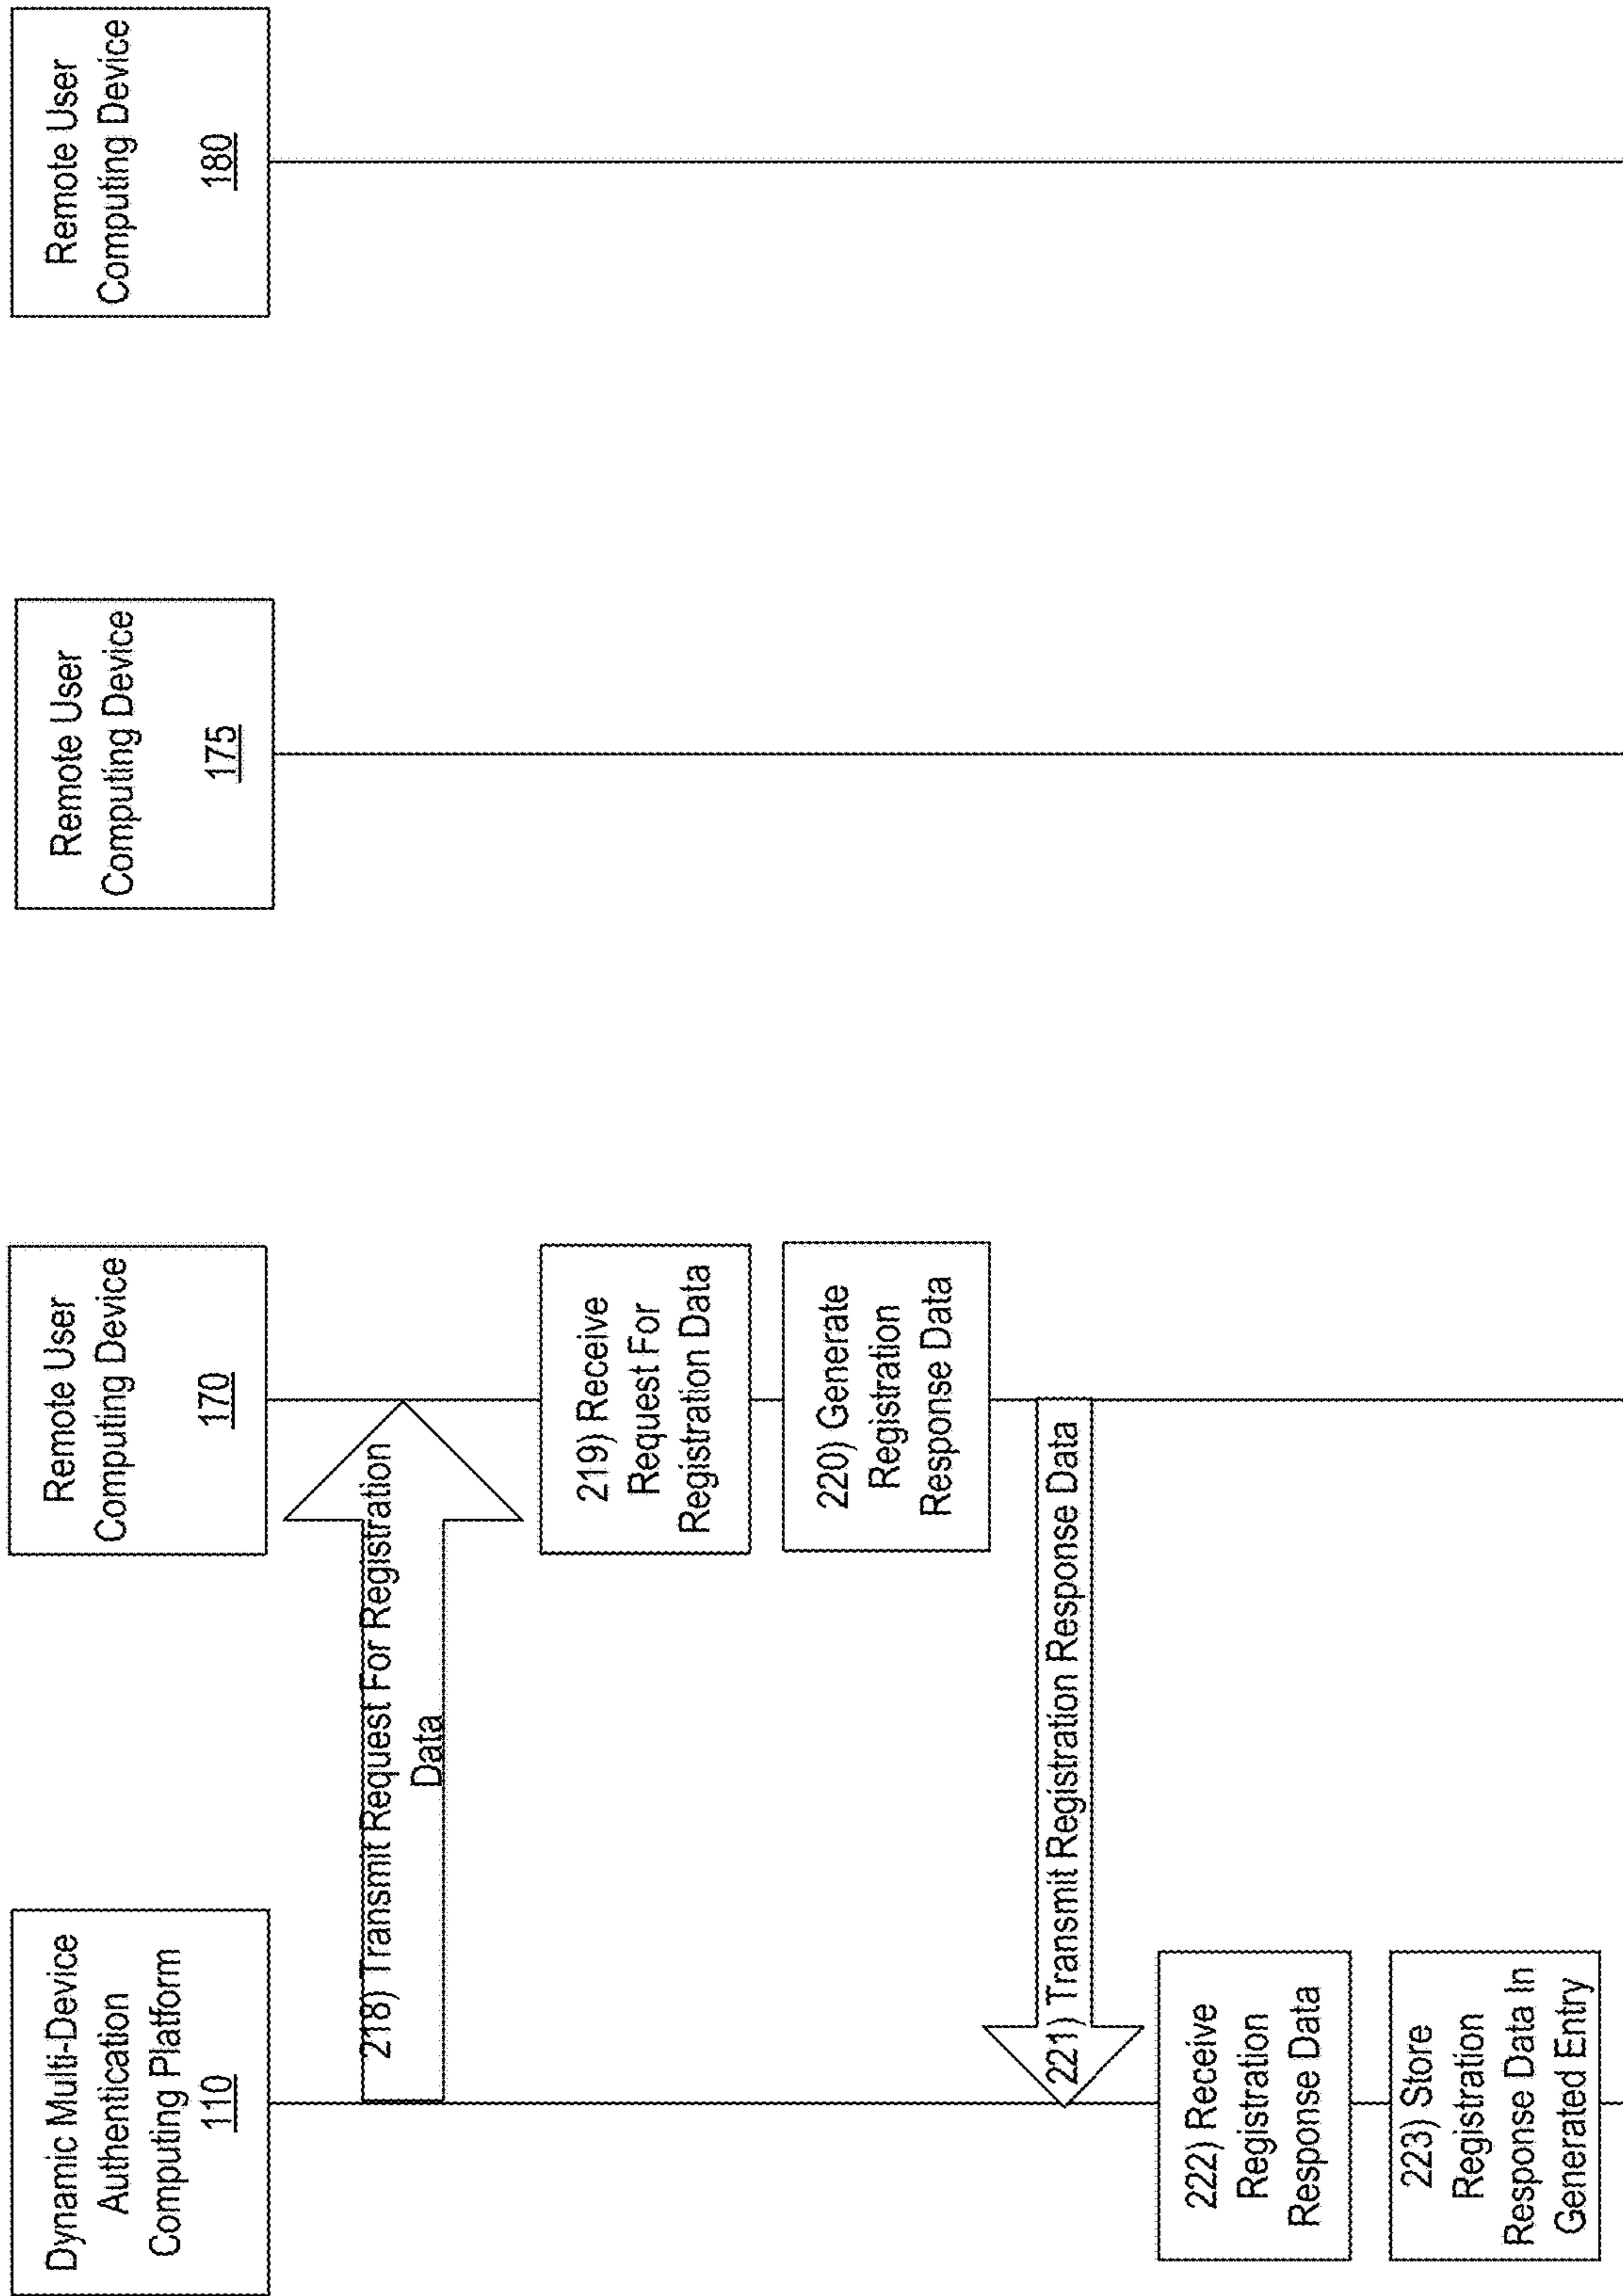 Dynamic Multi-Device
Authentication
Computing Platform
110
Remote User
Computing Device
170
Remote User
Computing Device
175
Remote User
Computing Device
180
218) Transmit Request For Registration
Data
219) Receive
Request For
Registration Data
220) Generate
Registration
Response Data
221) Transmit Registration Response Data
222) Receive
Registration
Response Data
223) Store
Registration
Response Data In
Generated Entry